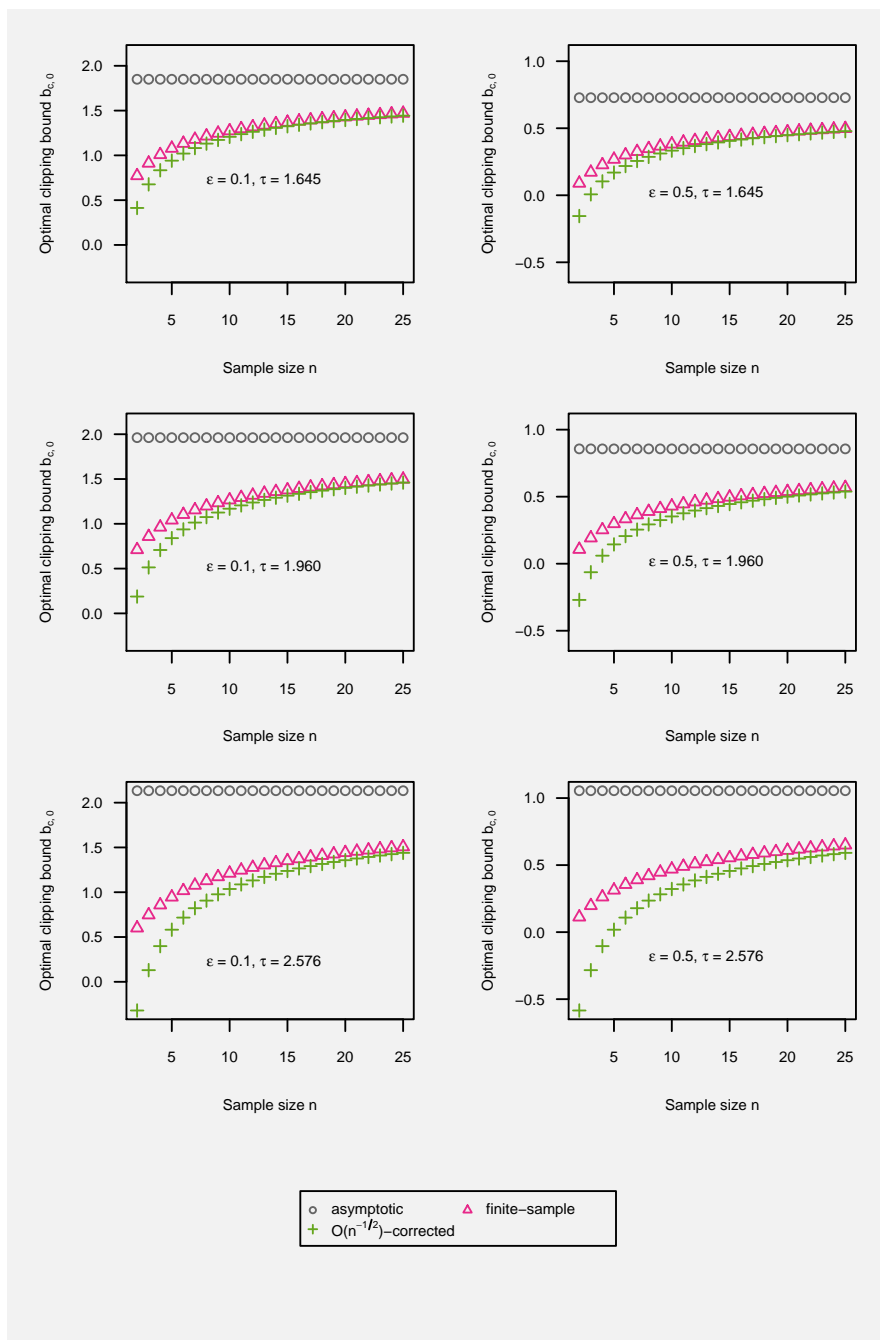 Optimal clipping bound b_{c, 0}
2.0
1.5
1.0
0.5
0.0
ε = 0.1, τ = 1.645
5 10 15 20 25
Sample size n
Optimal clipping bound b_{c, 0}
1.0
0.5
0.0
−0.5
ε = 0.5, τ = 1.645
5 10 15 20 25
Sample size n
Optimal clipping bound b_{c, 0}
2.0
1.5
1.0
0.5
0.0
ε = 0.1, τ = 1.960
5 10 15 20 25
Sample size n
Optimal clipping bound b_{c, 0}
1.0
0.5
0.0
−0.5
ε = 0.5, τ = 1.960
5 10 15 20 25
Sample size n
Optimal clipping bound b_{c, 0}
2.0
1.5
1.0
0.5
0.0
ε = 0.1, τ = 2.576
5 10 15 20 25
Sample size n
Optimal clipping bound b_{c, 0}
1.0
0.5
0.0
−0.5
ε = 0.5, τ = 2.576
5 10 15 20 25
Sample size n
asymptotic finite−sample
O(n^{−1/2})−corrected